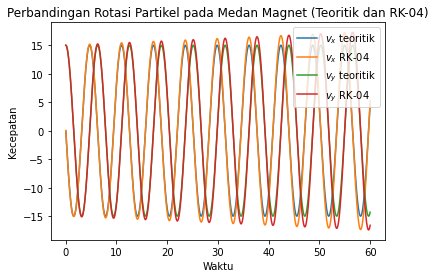 Perbandingan Rotasi Partikel pada Medan Magnet (Teoritik dan RK-04)
v_x teoritik
v_x RK-04
v_y teoritik
v_y RK-04
Kecepatan
15
10
5
0
−5
−10
−15
0
10
20
30
40
50
60
Waktu